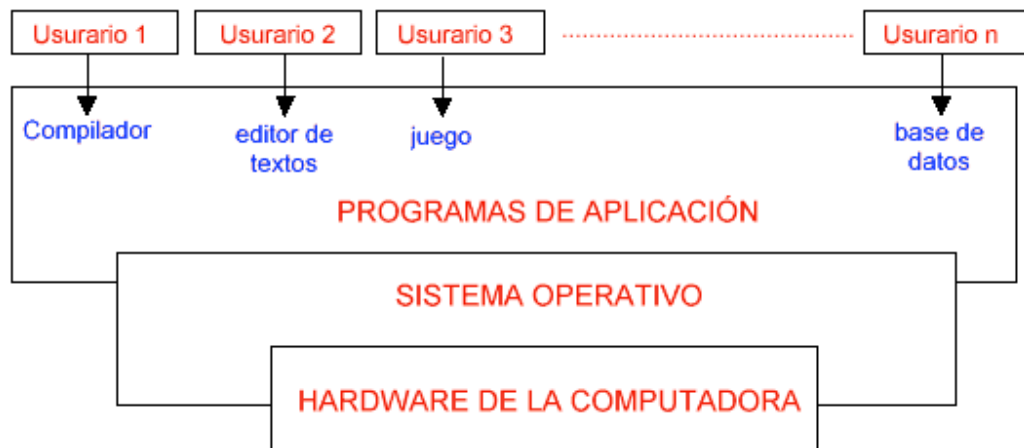 Usurario 1
Usurario 2
Usurario 3
Usurario n
Compilador
editor de
textos
juego
base de
datos
PROGRAMAS DE APLICACIÓN
SISTEMA OPERATIVO
HARDWARE DE LA COMPUTADORA